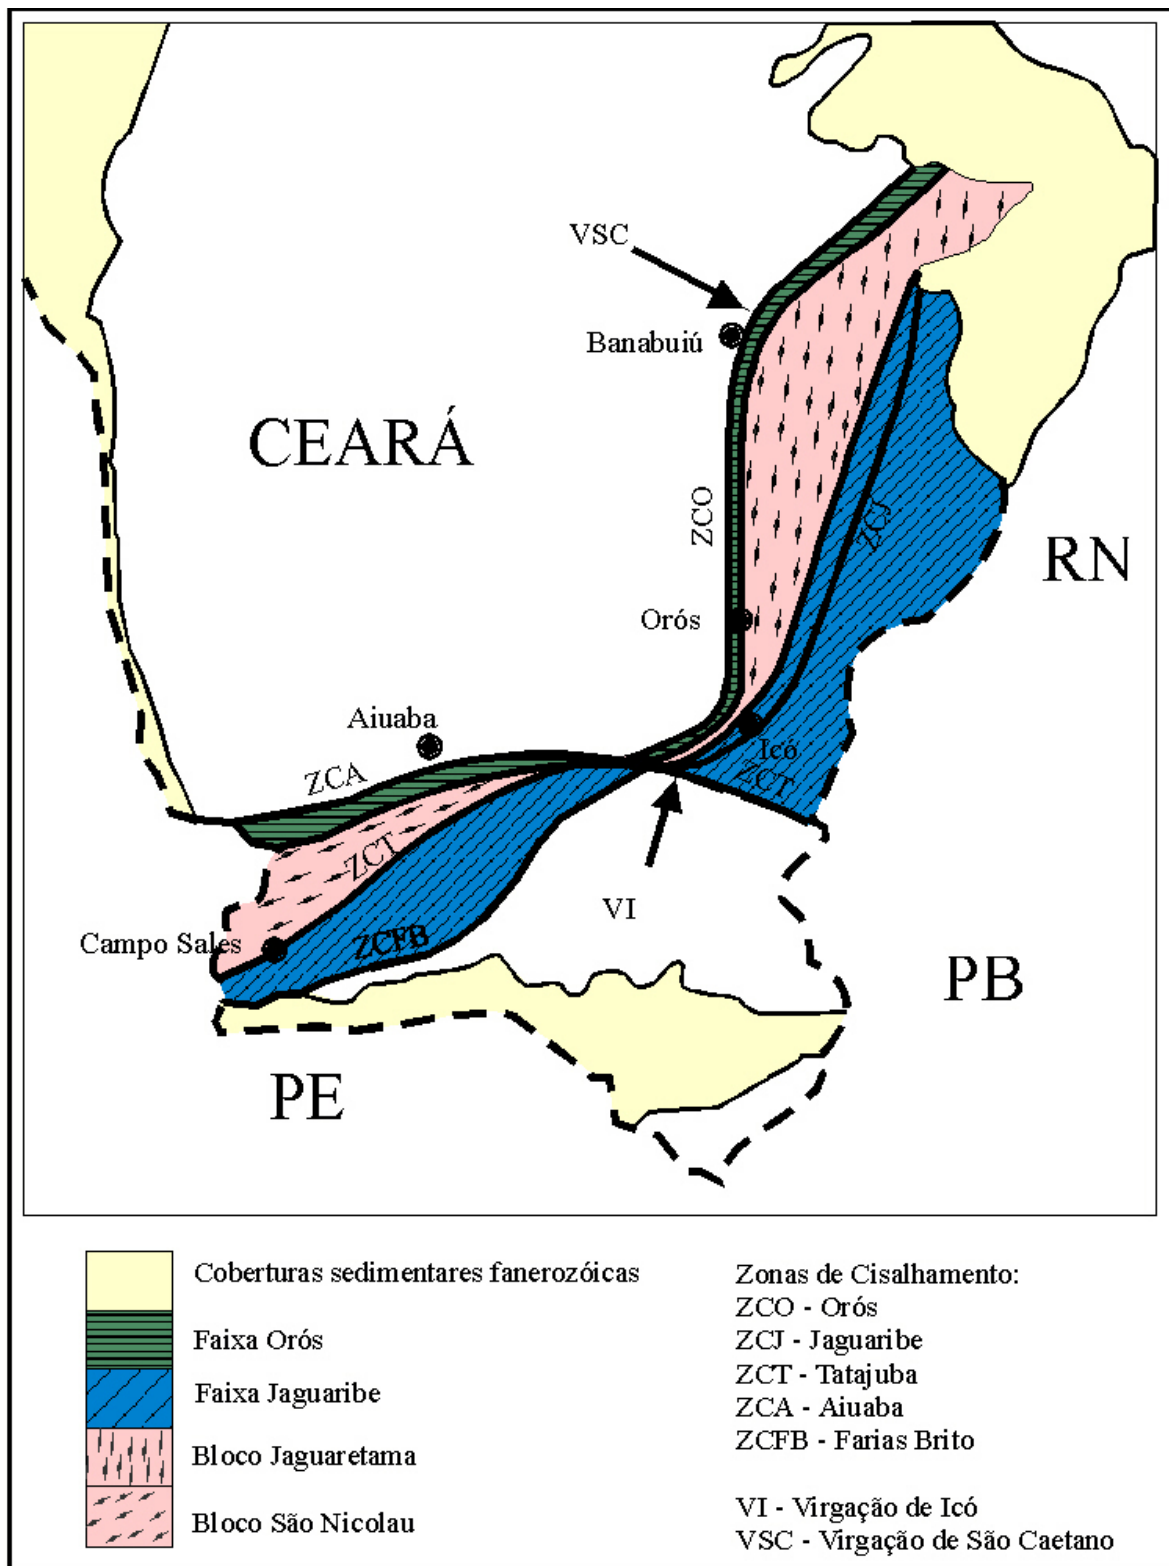 VSC
Banabuiú
CEARÁ
ZCO
ZCJ
RN
Orós
Aiuaba
Icó
ZCA
ZCT
ZCT
VI
Campo Sales
ZCFB
PB
PE
Coberturas sedimentares fanerozóicas
Faixa Orós
Faixa Jaguaribe
Bloco Jaguaretama
Bloco São Nicolau
Zonas de Cisalhamento:
ZCO - Orós
ZCJ - Jaguaribe
ZCT - Tatajuba
ZCA - Aiuaba
ZCFB - Farias Brito
VI - Virgação de Icó
VSC - Virgação de São Caetano